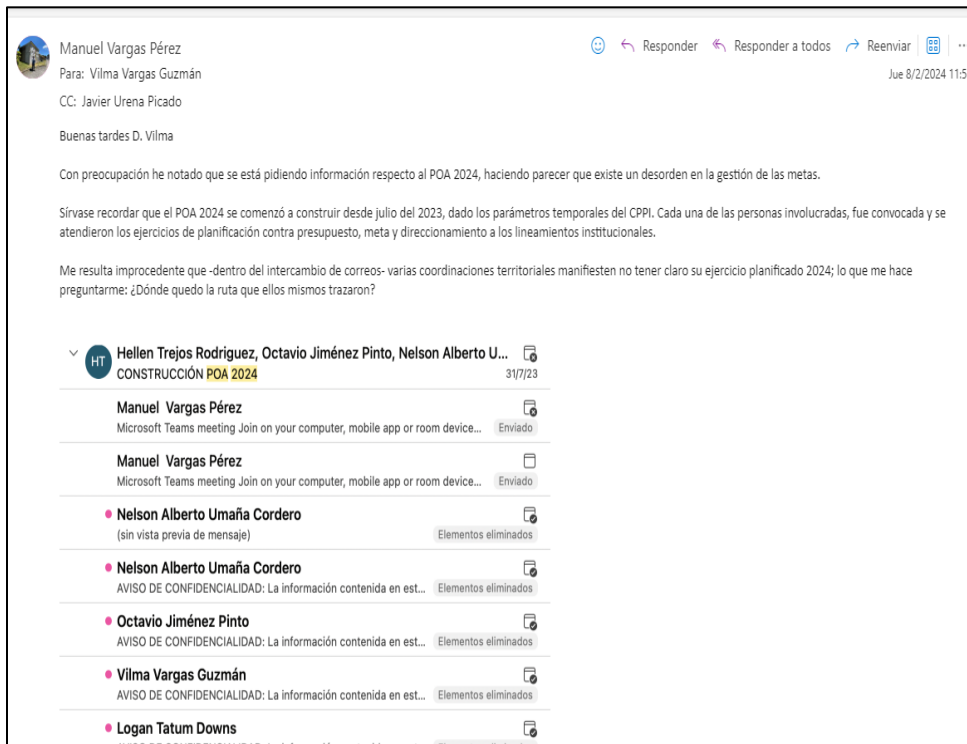 Manuel Vargas Pérez
Responder
Responder a todos
Reenviar
Para: Vilma Vargas Guzmán
Jue 8/2/2024 11:5
CC: Javier Urena Picado
Buenas tardes D. Vilma
Con preocupación he notado que se está pidiendo información respecto al POA 2024, haciendo parecer que existe un desorden en la gestión de las metas.
Sírvase recordar que el POA 2024 se comenzó a construir desde julio del 2023, dado los parámetros temporales del CPPI. Cada una de las personas involucradas, fue convocada y se
atendieron los ejercicios de planificación contra presupuesto, meta y direccionamiento a los lineamientos institucionales.
Me resulta improcedente que -dentro del intercambio de correos- varias coordinaciones territoriales manifiesten no tener claro su ejercicio planificado 2024; lo que me hace
preguntarme: ¿Dónde quedo la ruta que ellos mismos trazaron?
HT
Hellen Trejos Rodriguez, Octavio Jiménez Pinto, Nelson Alberto U...
CONSTRUCCIÓN POA 2024
31/7/23
Manuel Vargas Pérez
Microsoft Teams meeting Join on your computer, mobile app or room device...
Enviado
Manuel Vargas Pérez
Microsoft Teams meeting Join on your computer, mobile app or room device...
Enviado
Nelson Alberto Umaña Cordero
(sin vista previa de mensaje)
Elementos eliminados
Nelson Alberto Umaña Cordero
AVISO DE CONFIDENCIALIDAD: La información contenida en est...
Elementos eliminados
Octavio Jiménez Pinto
AVISO DE CONFIDENCIALIDAD: La información contenida en est...
Elementos eliminados
Vilma Vargas Guzmán
AVISO DE CONFIDENCIALIDAD: La información contenida en est...
Elementos eliminados
Logan Tatum Downs